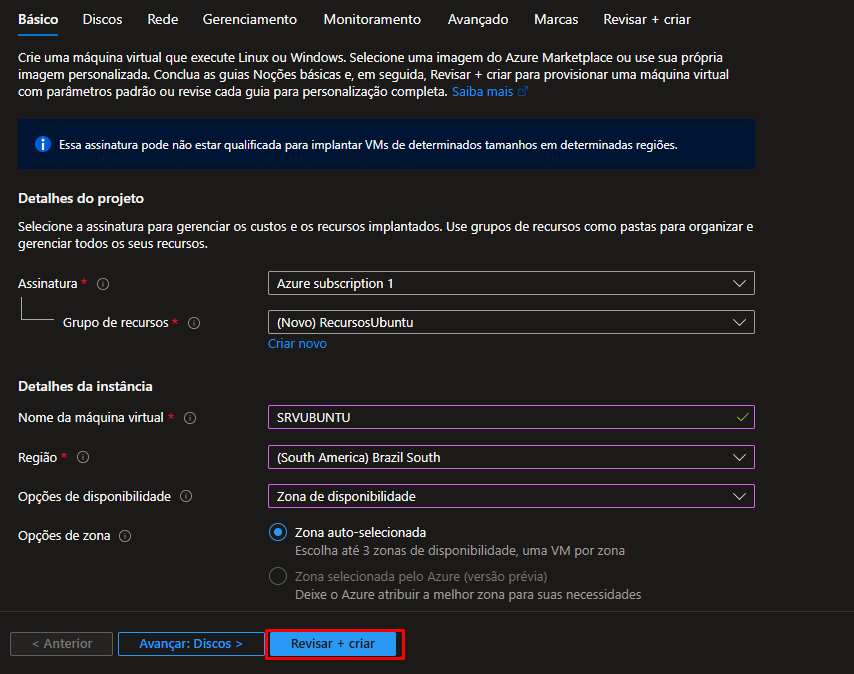 Básico Discos Rede Gerenciamento Monitoramento Avançado Marcas Revisar + criar
Crie uma máquina virtual que execute Linux ou Windows. Selecione uma imagem do Azure Marketplace ou use sua própria
imagem personalizada. Conclua as guias Noções básicas e, em seguida, Revisar + criar para provisionar uma máquina virtual
com parâmetros padrão ou revise cada guia para personalização completa. Saiba mais
Essa assinatura pode não estar qualificada para implantar VMs de determinados tamanhos em determinadas regiões.
Detalhes do projeto
Selecione a assinatura para gerenciar os custos e os recursos implantados. Use grupos de recursos como pastas para organizar e
gerenciar todos os seus recursos.
Assinatura * Azure subscription 1
Grupo de recursos * (Novo) RecursosUbuntu
Criar novo
Detalhes da instância
Nome da máquina virtual * SRVUBUNTU
Região * (South America) Brazil South
Opções de disponibilidade Zona de disponibilidade
Opções de zona Zona auto-selecionada
Escolha até 3 zonas de disponibilidade, uma VM por zona
Zona selecionada pelo Azure (versão prévia)
Deixe o Azure atribuir a melhor zona para suas necessidades
< Anterior Avançar: Discos > Revisar + criar